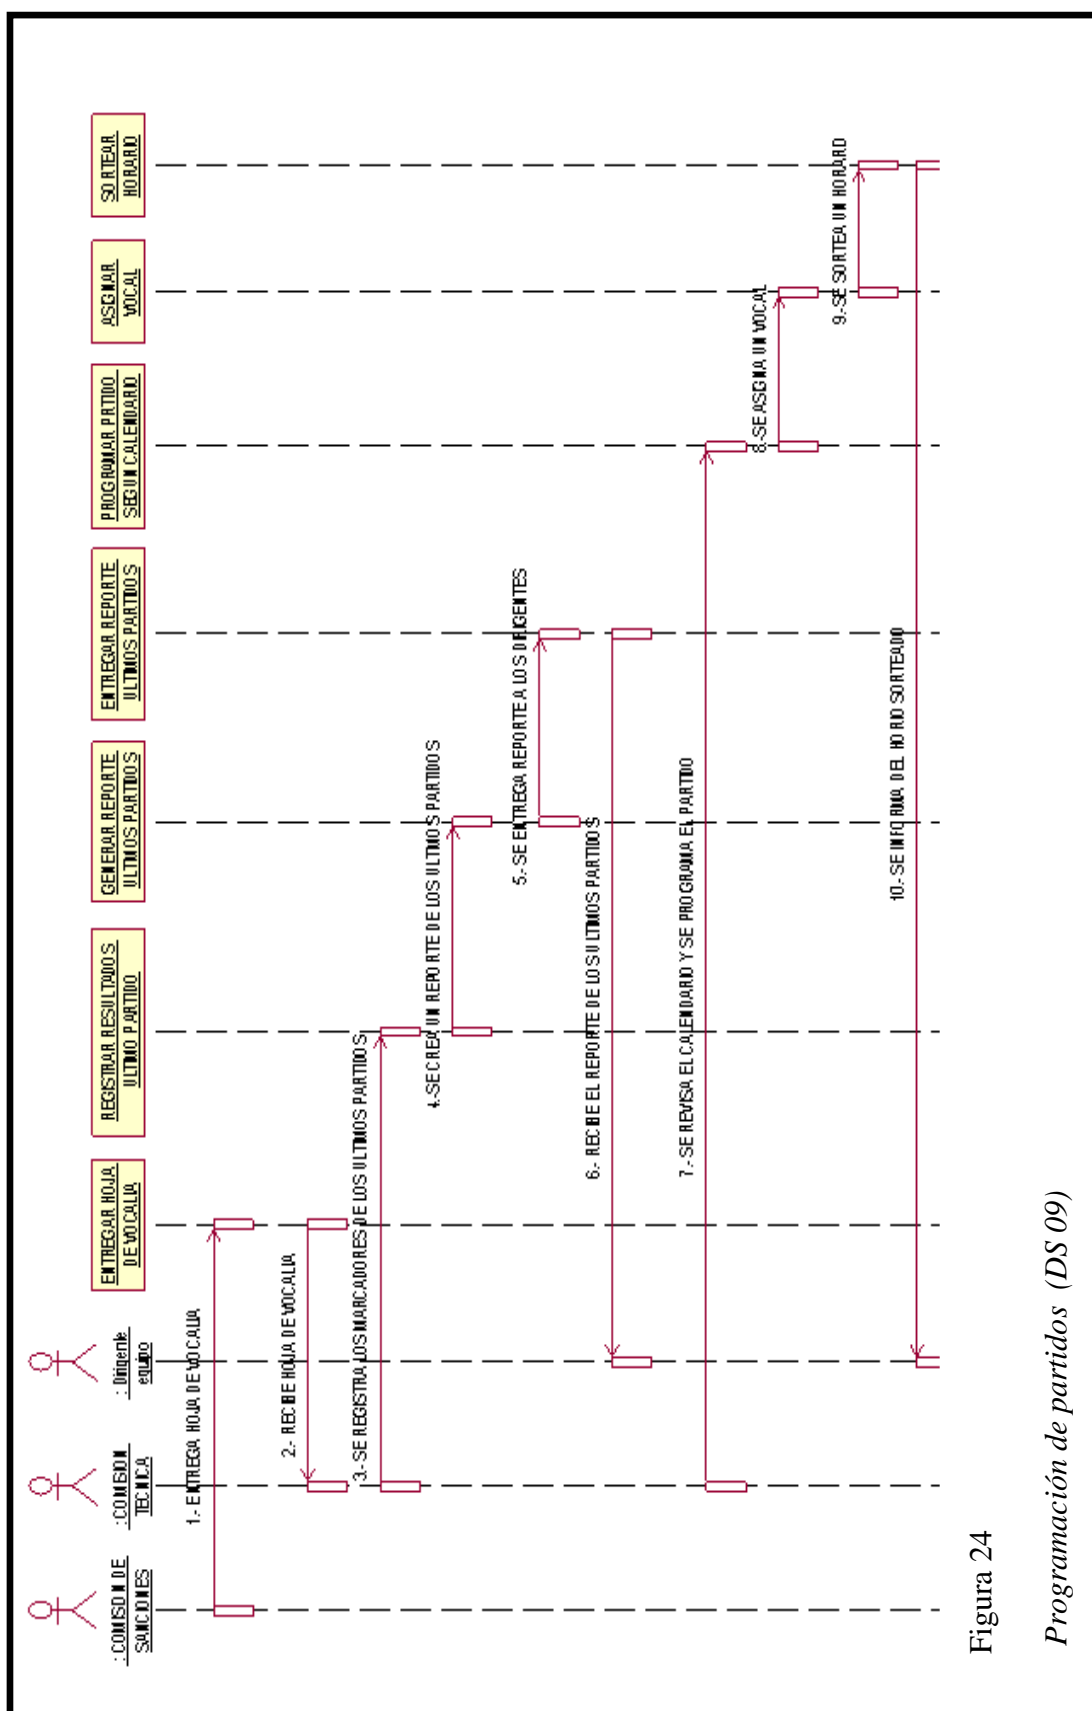 : COMISION DE
SANCIONES
: COMISION
TECNICA
: Dirigente
equipo
ENTREGAR HOJA
DE VOCALIA
REGISTRAR RESULTADOS
ULTIMO PARTIDO
GENERAR REPORTE
ULTIMOS PARTIDOS
ENTREGAR REPORTE
ULTIMOS PARTIDOS
PROGRAMAR PRTIDO
SEGUN CALENDARIO
ASIGNAR
VOCAL
SORTEAR
HORARIO
1.- ENTREGA HOJA DE VOCALIA
2.- RECIBE HOJA DE VOCALIA
3.- SE REGISTRA LOS MARCADORES DE LOS ULTIMOS PARTIDOS
4.-SE CREA UN REPORTE DE LOS ULTIMOS PARTIDOS
5.- SE ENTREGA REPORTE A LOS DIRIGENTES
6.- RECIBE EL REPORTE DE LOS ULTIMOS PARTIDOS
7.- SE REVISA EL CALENDARIO Y SE PROGRAMA EL PARTIDO
8.-SE ASIGNA UN VOCAL
9.-SE SORTEA UN HORARIO
10.- SE INFORMA DEL HORIO SORTEADO
Figura 24
Programación de partidos (DS 09)